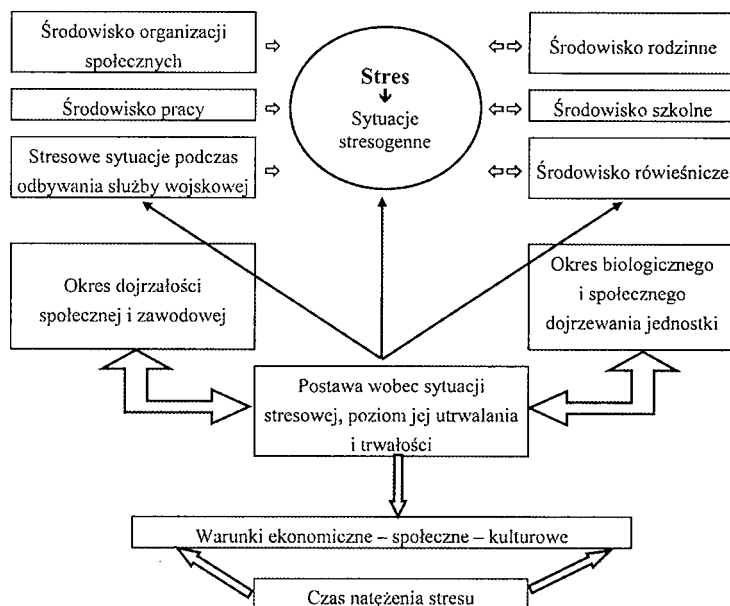 Środowisko organizacji
społecznych
Środowisko pracy
Stresowe sytuacje podczas
odbywania służby wojskowej
Stres
Sytuacje
stresogenne
Środowisko rodzinne
Środowisko szkolne
Środowisko rówieśnicze
Okres dojrzałości
społecznej i zawodowej
Okres biologicznego
i społecznego
dojrzewania jednostki
Postawa wobec sytuacji
stresowej, poziom jej utrwalania
i trwałości
Warunki ekonomiczne – społeczne – kulturowe
Czas natężenia stresu